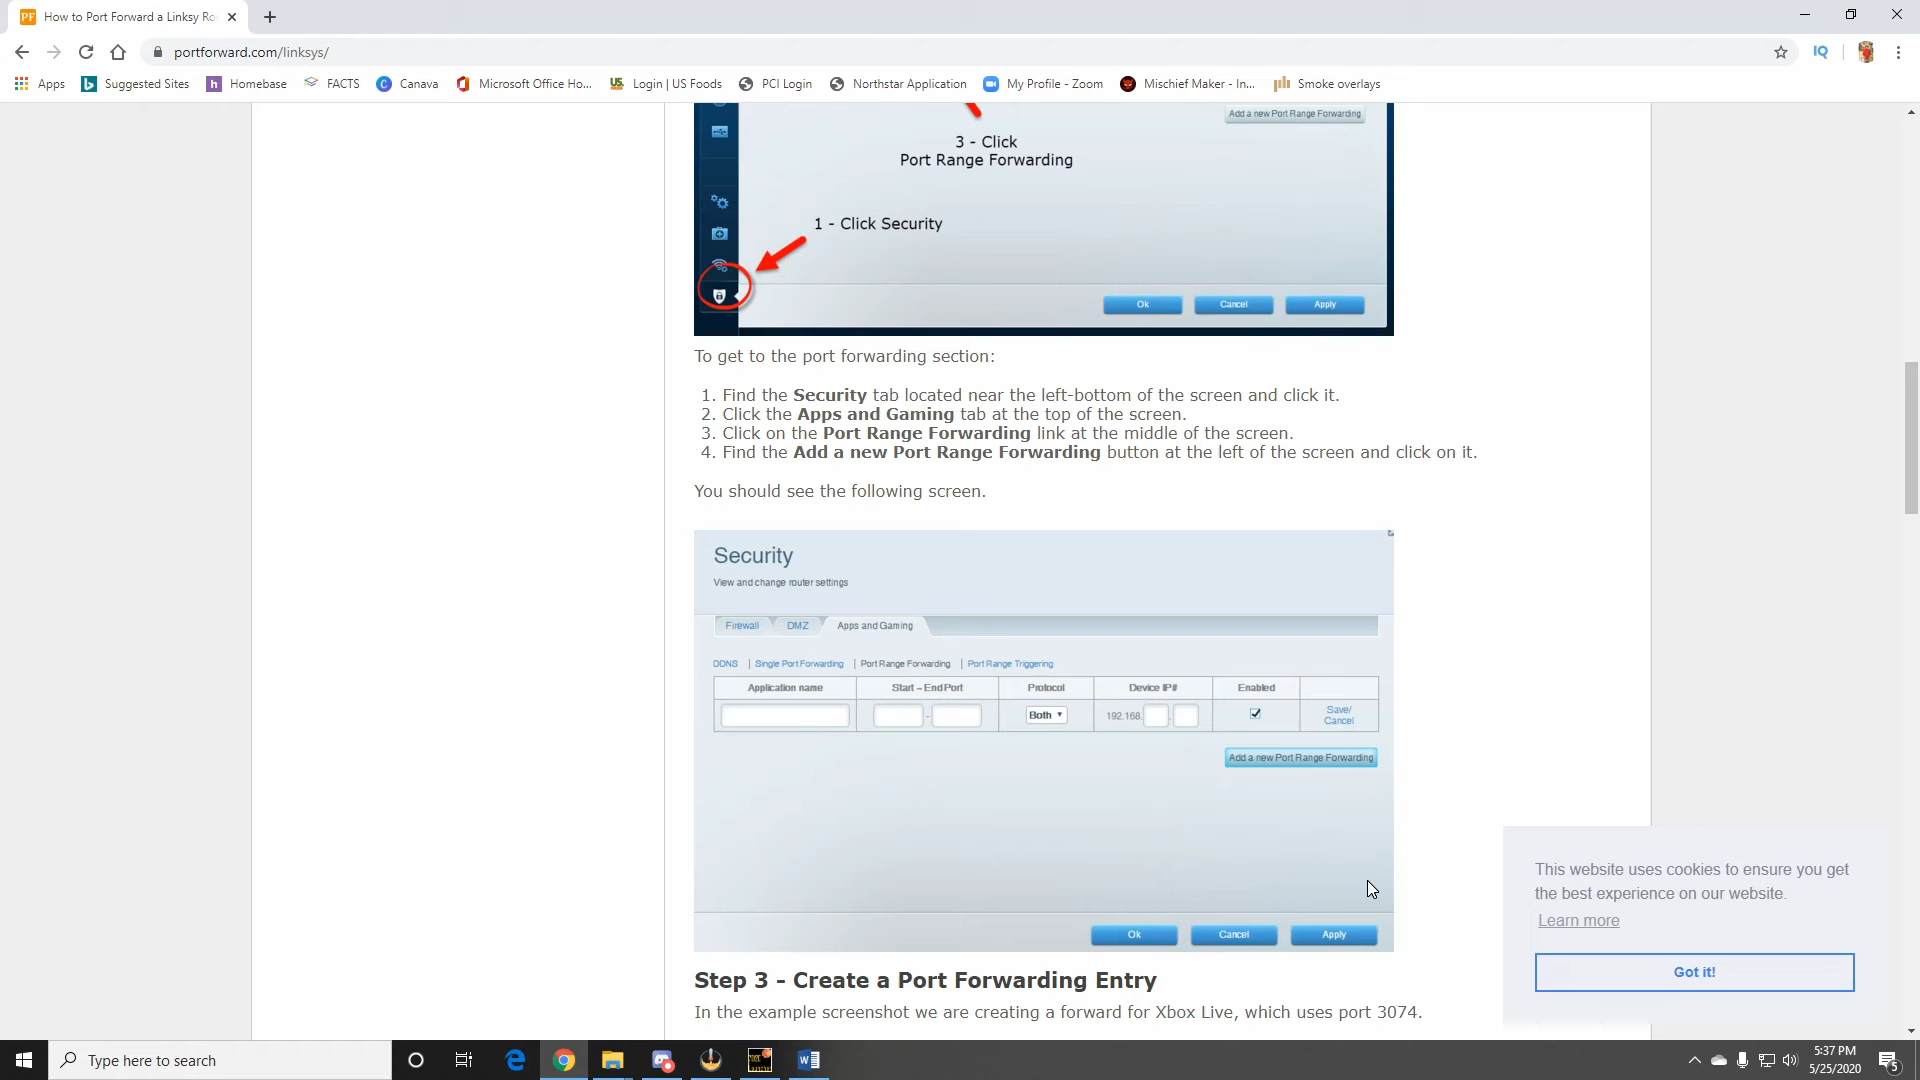 How to Port Forward a Linksy Ro
portforward.com/linksys/
IQ
Apps
Suggested Sites
Homebase
FACTS
Canava
Microsoft Office Ho...
Login | US Foods
PCI Login
Northstar Application
My Profile - Zoom
Mischief Maker - In...
Smoke overlays
Add a new Port Range Forwarding
3 - Click
Port Range Forwarding
1 - Click Security
Ok
Cancel
Apply
To get to the port forwarding section:
1. Find the Security tab located near the left-bottom of the screen and click it.
2. Click the Apps and Gaming tab at the top of the screen.
3. Click on the Port Range Forwarding link at the middle of the screen.
4. Find the Add a new Port Range Forwarding button at the left of the screen and click on it.
You should see the following screen.
Security
View and change router settings
Firewall
DMZ
Apps and Gaming
DDNS | Single Port Forwarding | Port Range Forwarding | Port Range Triggering
Application name
Start – End Port
Protocol
Device IP#
Enabled
-
Both
192.168.
.
Save/
Cancel
Add a new Port Range Forwarding
Ok
Cancel
Apply
This website uses cookies to ensure you get
the best experience on our website.
Learn more
Got it!
Step 3 - Create a Port Forwarding Entry
In the example screenshot we are creating a forward for Xbox Live, which uses port 3074.
Type here to search
5:37 PM
5/25/2020
5